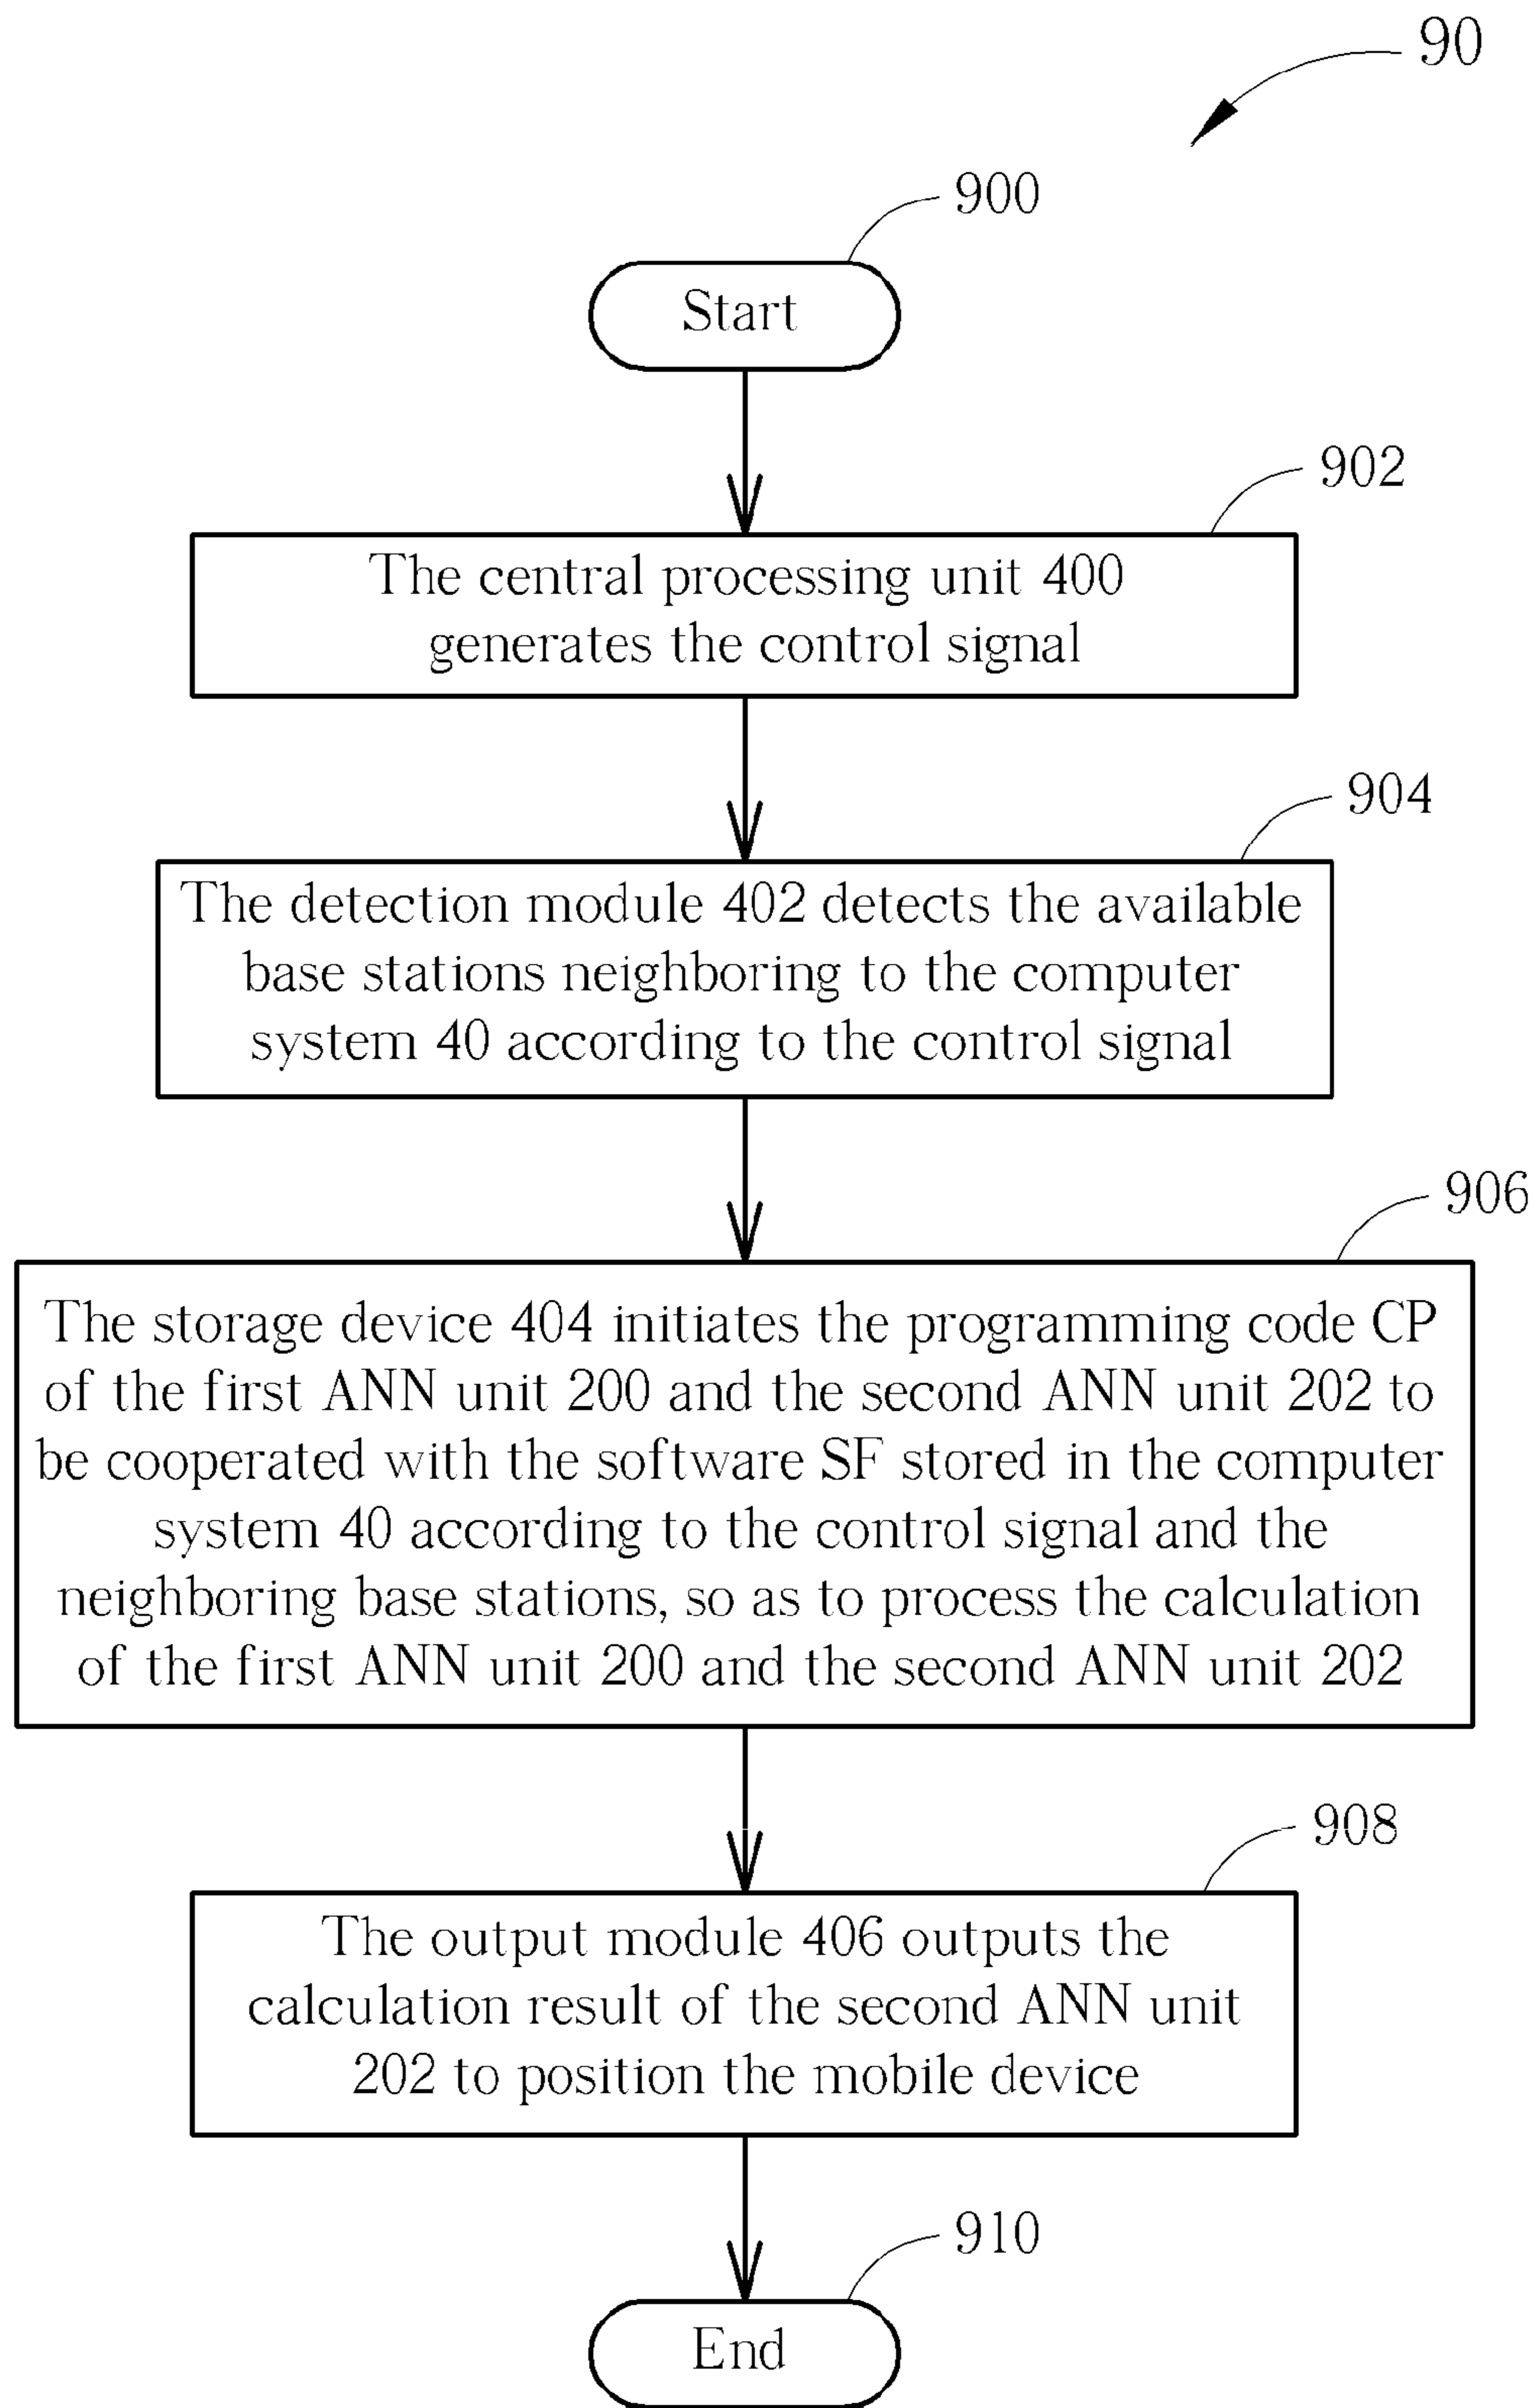 90
900
Start
902
The central processing unit 400
generates the control signal
904
The detection module 402 detects the available
base stations neighboring to the computer
system 40 according to the control signal
906
The storage device 404 initiates the programming code CP
of the first ANN unit 200 and the second ANN unit 202 to
be cooperated with the software SF stored in the computer
system 40 according to the control signal and the
neighboring base stations, so as to process the calculation
of the first ANN unit 200 and the second ANN unit 202
908
The output module 406 outputs the
calculation result of the second ANN unit
202 to position the mobile device
910
End